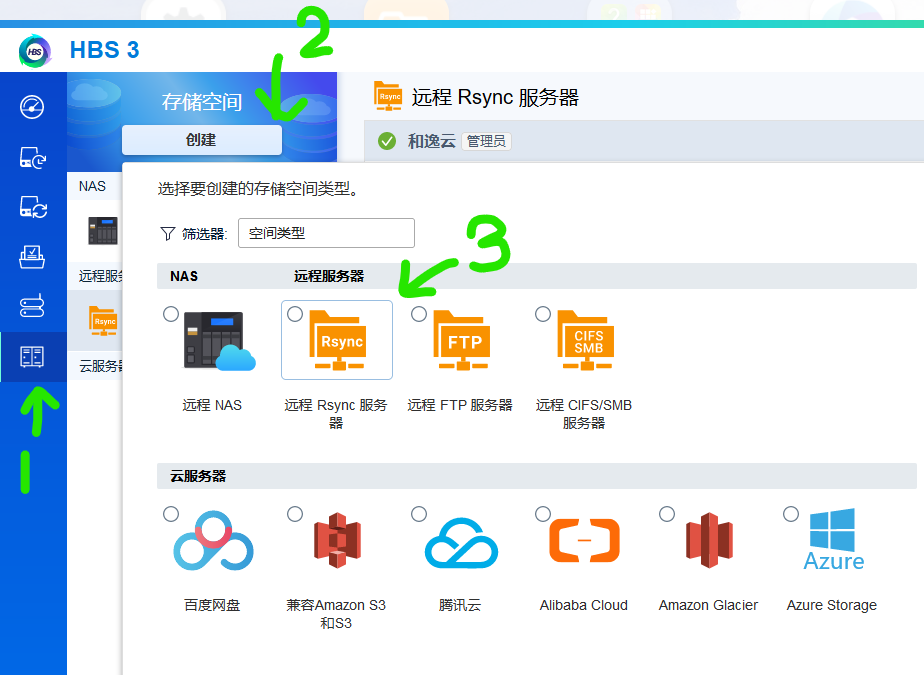 HBS
HBS 3
2
存储空间
创建
Rsync
远程 Rsync 服务器
和逸云
管理员
NAS
选择要创建的存储空间类型。
筛选器:
空间类型
3
NAS
远程服务器
远程服务
Rsync
Rsync
FTP
CIFS
SMB
云服务器
远程 NAS
远程 Rsync 服务
器
远程 FTP 服务器
远程 CIFS/SMB
服务器
1
云服务器
Azure
百度网盘
兼容Amazon S3
和S3
腾讯云
Alibaba Cloud
Amazon Glacier
Azure Storage